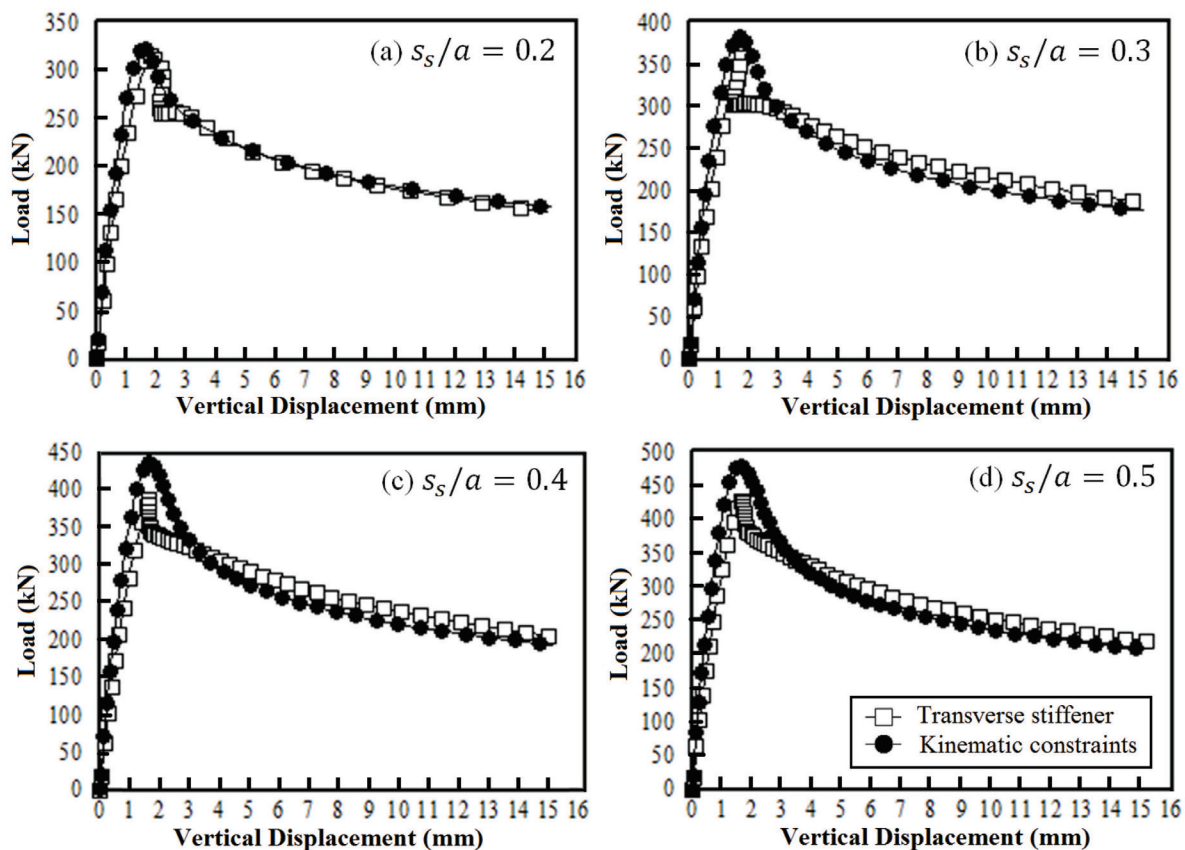 (a) s_s/a = 0.2
350
300
250
200
150
100
50
0
Load (kN)
0 1 2 3 4 5 6 7 8 9 10 11 12 13 14 15 16
Vertical Displacement (mm)
(b) s_s/a = 0.3
400
350
300
250
200
150
100
50
0
Load (kN)
0 1 2 3 4 5 6 7 8 9 10 11 12 13 14 15 16
Vertical Displacement (mm)
(c) s_s/a = 0.4
450
400
350
300
250
200
150
100
50
0
Load (kN)
0 1 2 3 4 5 6 7 8 9 10 11 12 13 14 15 16
Vertical Displacement (mm)
(d) s_s/a = 0.5
500
450
400
350
300
250
200
150
100
50
0
Load (kN)
0 1 2 3 4 5 6 7 8 9 10 11 12 13 14 15 16
Vertical Displacement (mm)
Transverse stiffener
Kinematic constraints